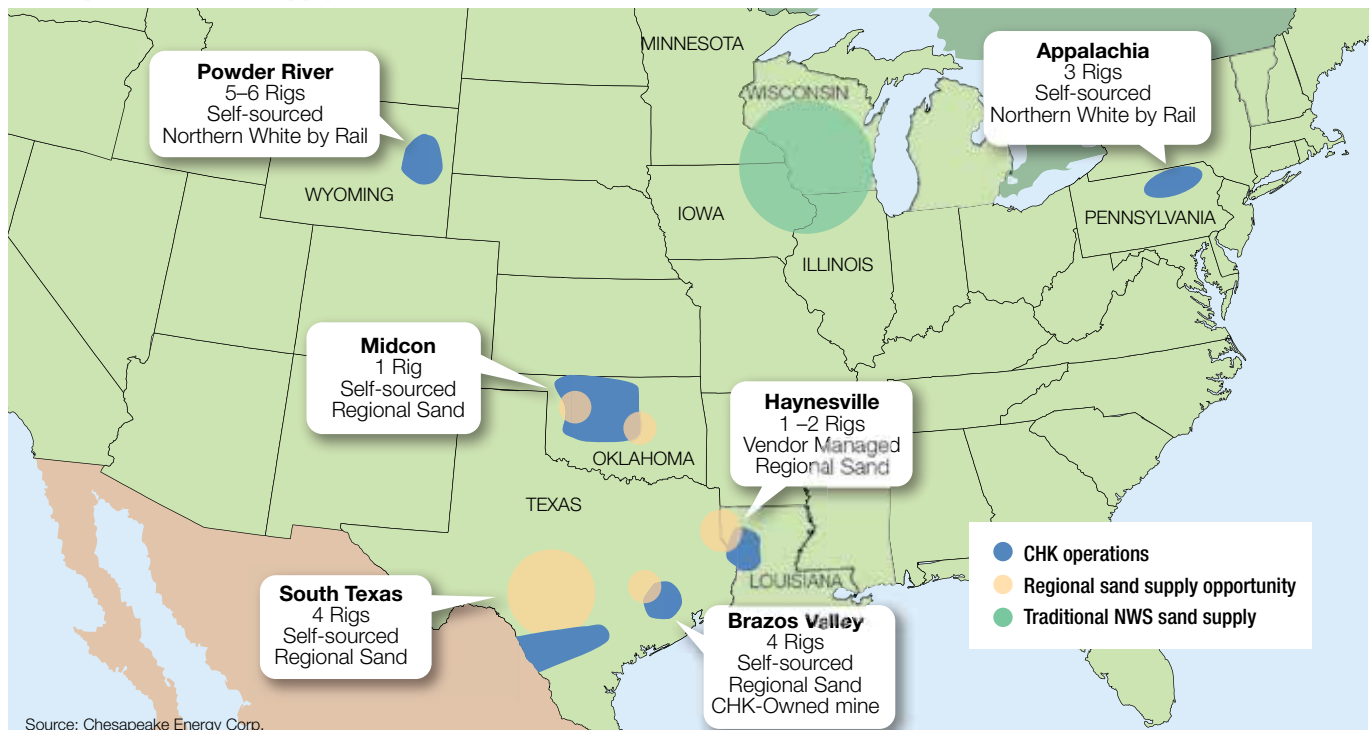 MINNESOTA
WISCONSIN
Powder River
5–6 Rigs
Self-sourced
Northern White by Rail
Appalachia
3 Rigs
Self-sourced
Northern White by Rail
WYOMING
IOWA
PENNSYLVANIA
ILLINOIS
Midcon
1 Rig
Self-sourced
Regional Sand
Haynesville
1 –2 Rigs
Vendor Managed
Regional Sand
OKLAHOMA
TEXAS
LOUISIANA
South Texas
4 Rigs
Self-sourced
Regional Sand
Brazos Valley
4 Rigs
Self-sourced
Regional Sand
CHK-Owned mine
CHK operations
Regional sand supply opportunity
Traditional NWS sand supply
Source: Chesapeake Energy Corp.